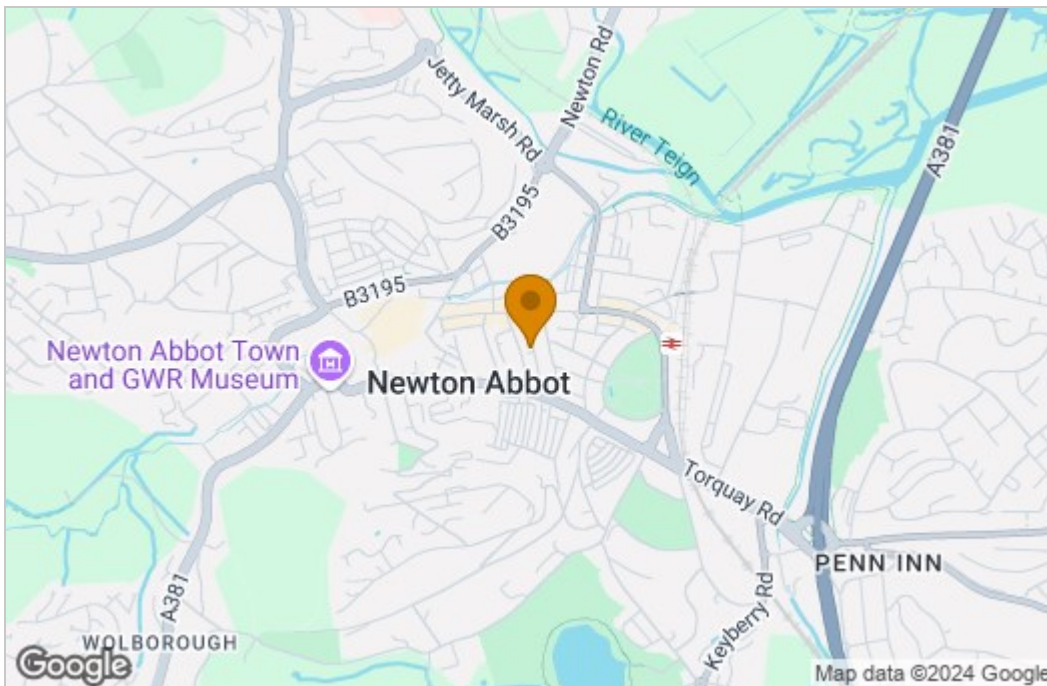 Jetty Marsh Rd
Newton Rd
River Teign
A381
B3195
B3195
Newton Abbot Town
and GWR Museum
Newton Abbot
Torquay Rd
PENN INN
A381
Keyberry Rd
WOLBOROUGH
Google
Map data ©2024 Google